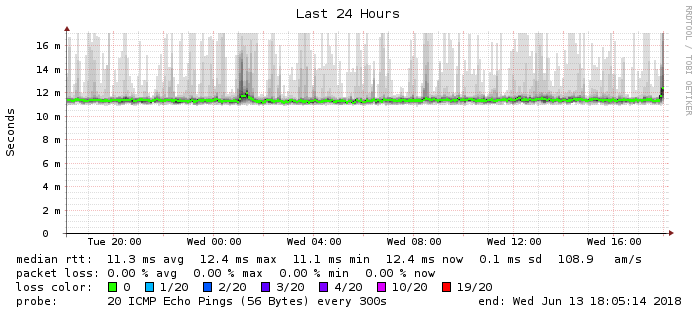 Last 24 Hours
RRDTOOL / TOBI OETIKER
Seconds
16 m
14 m
12 m
10 m
8 m
6 m
4 m
2 m
0
Tue 20:00 Wed 00:00 Wed 04:00 Wed 08:00 Wed 12:00 Wed 16:00
median rtt: 11.3 ms avg 12.4 ms max 11.1 ms min 12.4 ms now 0.1 ms sd 108.9 am/s
packet loss: 0.00 % avg 0.00 % max 0.00 % min 0.00 % now
loss color: 0 1/20 2/20 3/20 4/20 10/20 19/20
probe: 20 ICMP Echo Pings (56 Bytes) every 300s end: Wed Jun 13 18:05:14 2018